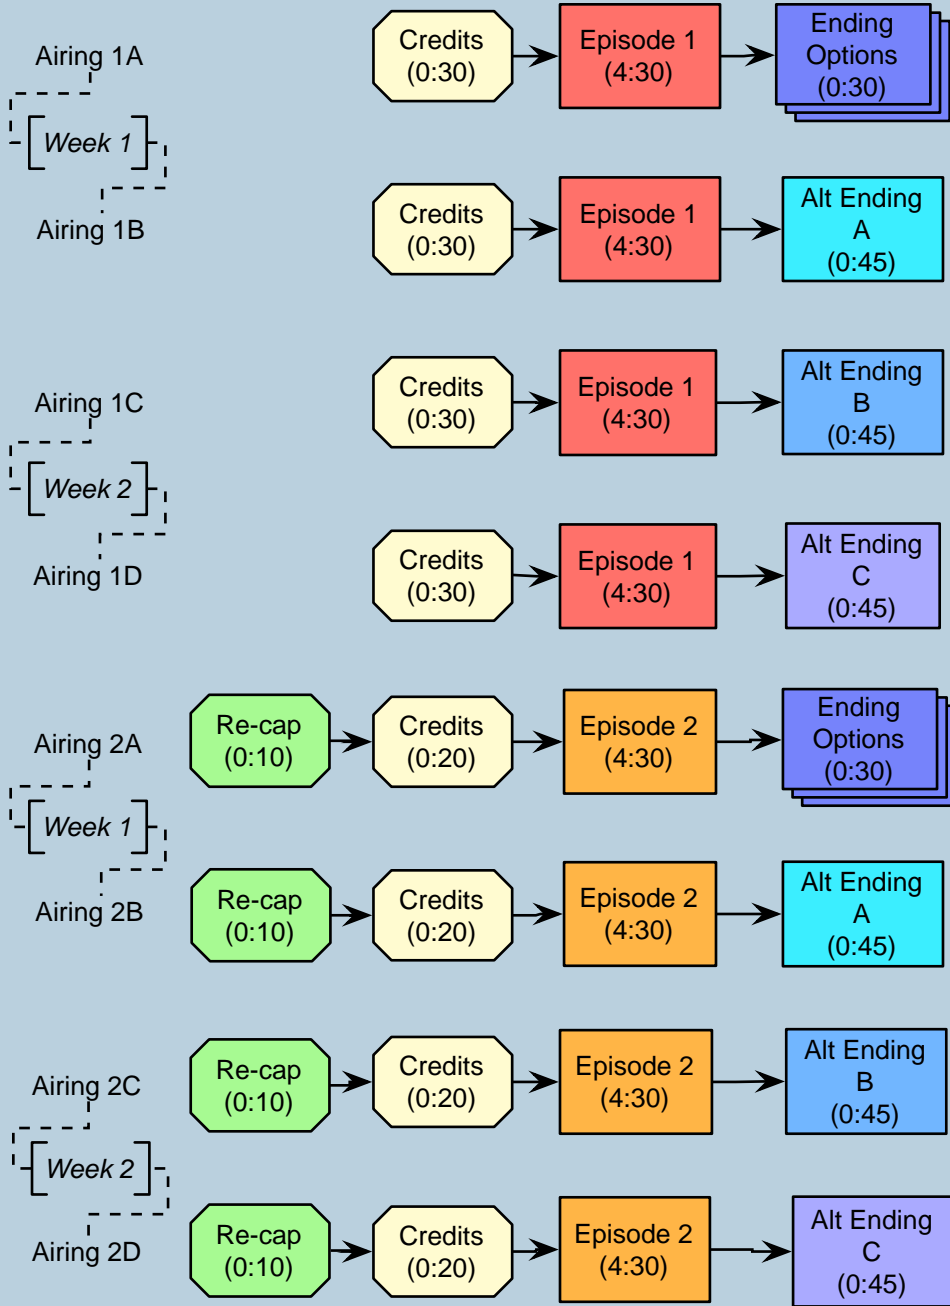 Airing 1A
[Week 1]
Airing 1B
Credits
(0:30)
Episode 1
(4:30)
Ending
Options
(0:30)
Credits
(0:30)
Episode 1
(4:30)
Alt Ending
A
(0:45)
Airing 1C
[Week 2]
Airing 1D
Credits
(0:30)
Episode 1
(4:30)
Alt Ending
B
(0:45)
Credits
(0:30)
Episode 1
(4:30)
Alt Ending
C
(0:45)
Airing 2A
[Week 1]
Airing 2B
Re-cap
(0:10)
Credits
(0:20)
Episode 2
(4:30)
Ending
Options
(0:30)
Re-cap
(0:10)
Credits
(0:20)
Episode 2
(4:30)
Alt Ending
A
(0:45)
Airing 2C
[Week 2]
Airing 2D
Re-cap
(0:10)
Credits
(0:20)
Episode 2
(4:30)
Alt Ending
B
(0:45)
Re-cap
(0:10)
Credits
(0:20)
Episode 2
(4:30)
Alt Ending
C
(0:45)